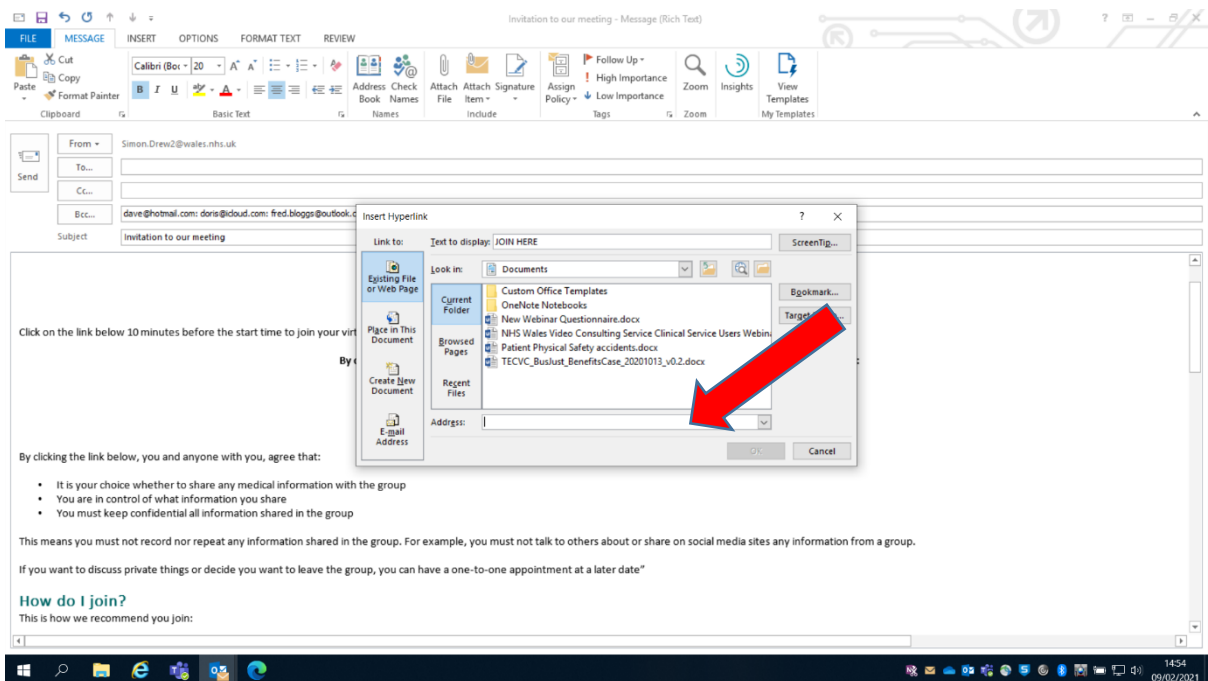 Invitation to our meeting - Message (Rich Text)
FILE MESSAGE INSERT OPTIONS FORMAT TEXT REVIEW
Paste
Cut
Copy
Format Painter
Clipboard
Calibri (Boc 20
B I U
Basic Text
Address Book
Check Names
Names
Attach File
Attach Item
Signature
Include
Assign Policy
Follow Up
High Importance
Low Importance
Tags
Zoom
Zoom
Insights
View Templates
My Templates
Send
From
Simon.Drew2@wales.nhs.uk
To...
Cc...
Bcc...
dave@hotmail.com: doris@icloud.com: fred.bloggs@outlook.c
Subject
Invitation to our meeting
Insert Hyperlink
Link to:
Text to display: JOIN HERE
ScreenTip...
Existing File or Web Page
Place in This Document
Create New Document
E-mail Address
Look in: Documents
Current Folder
Browsed Pages
Recent Files
Custom Office Templates
OneNote Notebooks
New Webinar Questionnaire.docx
NHS Wales Video Consulting Service Clinical Service Users Webina
Patient Physical Safety accidents.docx
TECVC_BusJust_BenefitsCase_20201013_v0.2.docx
Bookmark...
Target
Address:
OK
Cancel
Click on the link below 10 minutes before the start time to join your virt
By c
By clicking the link below, you and anyone with you, agree that:
• It is your choice whether to share any medical information with the group
• You are in control of what information you share
• You must keep confidential all information shared in the group
This means you must not record nor repeat any information shared in the group. For example, you must not talk to others about or share on social media sites any information from a group.
If you want to discuss private things or decide you want to leave the group, you can have a one-to-one appointment at a later date”
How do I join?
This is how we recommend you join:
14:54
09/02/2021